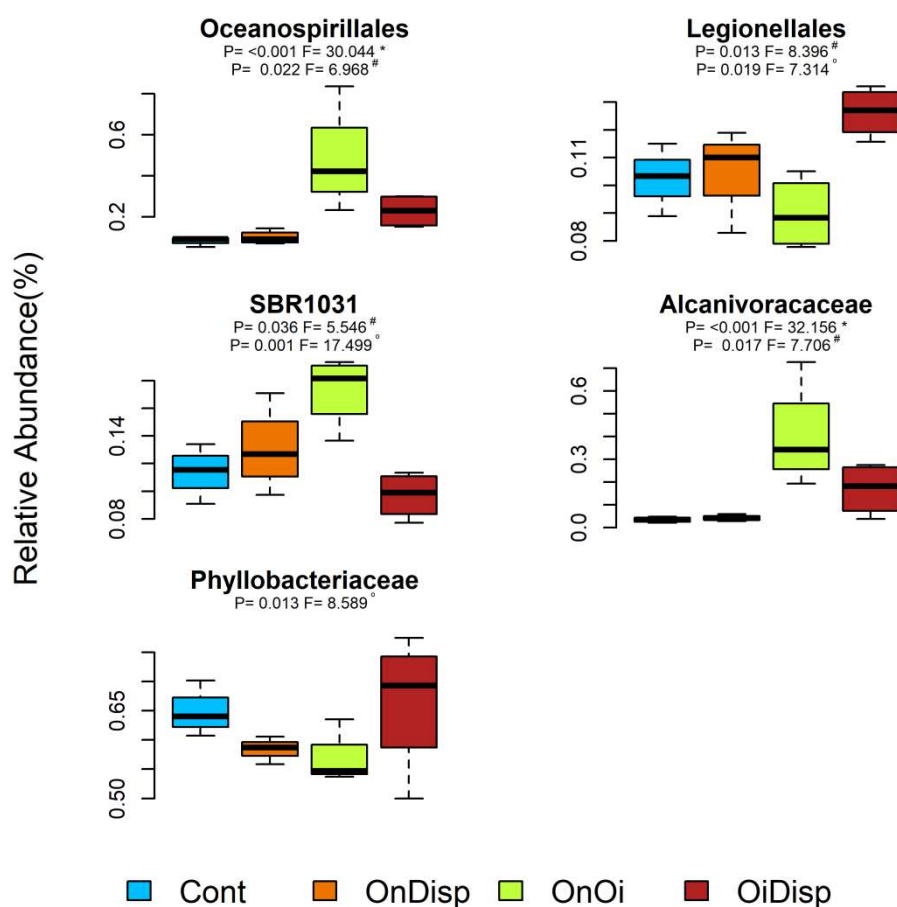 Oceanospirillales
P= <0.001 F= 30.044 *
P= 0.022 F= 6.968 #
0.2 0.6
Legionellales
P= 0.013 F= 8.396 #
P= 0.019 F= 7.314 °
0.08 0.11
Relative Abundance(%)
SBR1031
P= 0.036 F= 5.546 #
P= 0.001 F= 17.499 °
0.08 0.14
Alcanivoracaceae
P= <0.001 F= 32.156 *
P= 0.017 F= 7.706 #
0.0 0.3 0.6
Phyllobacteriaceae
P= 0.013 F= 8.589 °
0.50 0.65
Cont OnDisp OnOi OiDisp